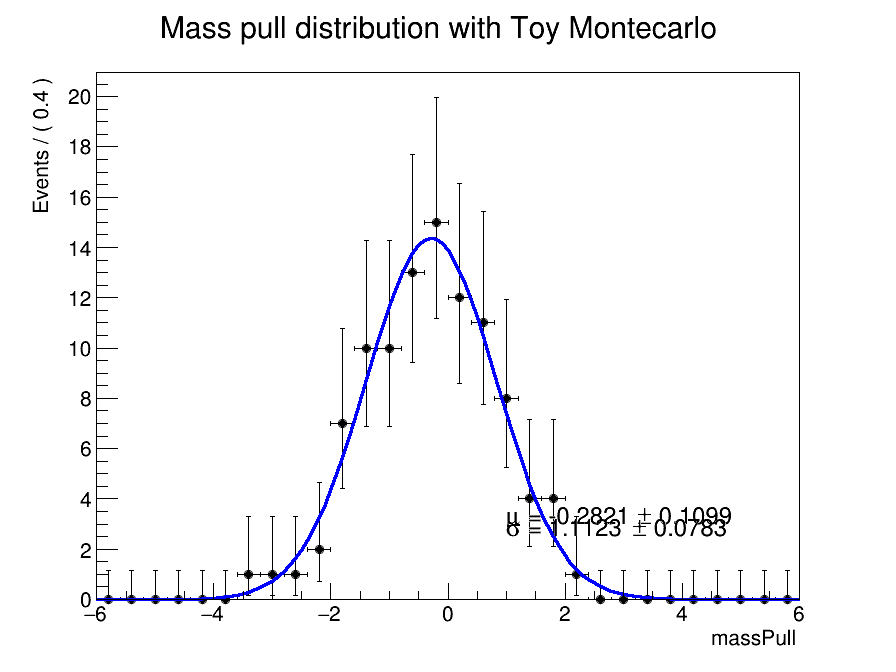 Mass pull distribution with Toy Montecarlo
Events / ( 0.4 )
20
18
16
14
12
10
8
6
4
2
0
μ = -0.2821 ± 0.1099
δ = 1.1123 ± 0.0783
−6 −4 −2 0 2 4 6
massPull